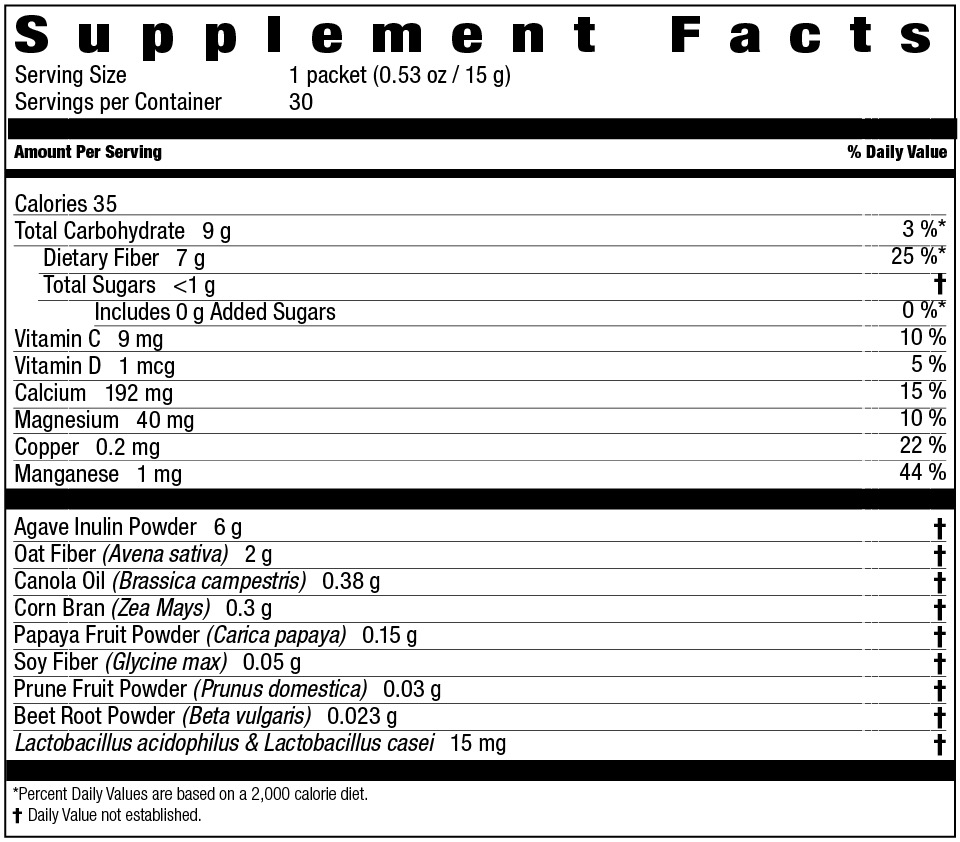 Supplement Facts
Serving Size 1 packet (0.53 oz / 15 g)
Servings per Container 30
Amount Per Serving % Daily Value
Calories 35
Total Carbohydrate 9 g 3 %*
Dietary Fiber 7 g 25 %*
Total Sugars <1 g †
Includes 0 g Added Sugars 0 %*
Vitamin C 9 mg 10 %
Vitamin D 1 mcg 5 %
Calcium 192 mg 15 %
Magnesium 40 mg 10 %
Copper 0.2 mg 22 %
Manganese 1 mg 44 %
Agave Inulin Powder 6 g †
Oat Fiber (Avena sativa) 2 g †
Canola Oil (Brassica campestris) 0.38 g †
Corn Bran (Zea Mays) 0.3 g †
Papaya Fruit Powder (Carica papaya) 0.15 g †
Soy Fiber (Glycine max) 0.05 g †
Prune Fruit Powder (Prunus domestica) 0.03 g †
Beet Root Powder (Beta vulgaris) 0.023 g †
Lactobacillus acidophilus & Lactobacillus casei 15 mg †
*Percent Daily Values are based on a 2,000 calorie diet.
† Daily Value not established.